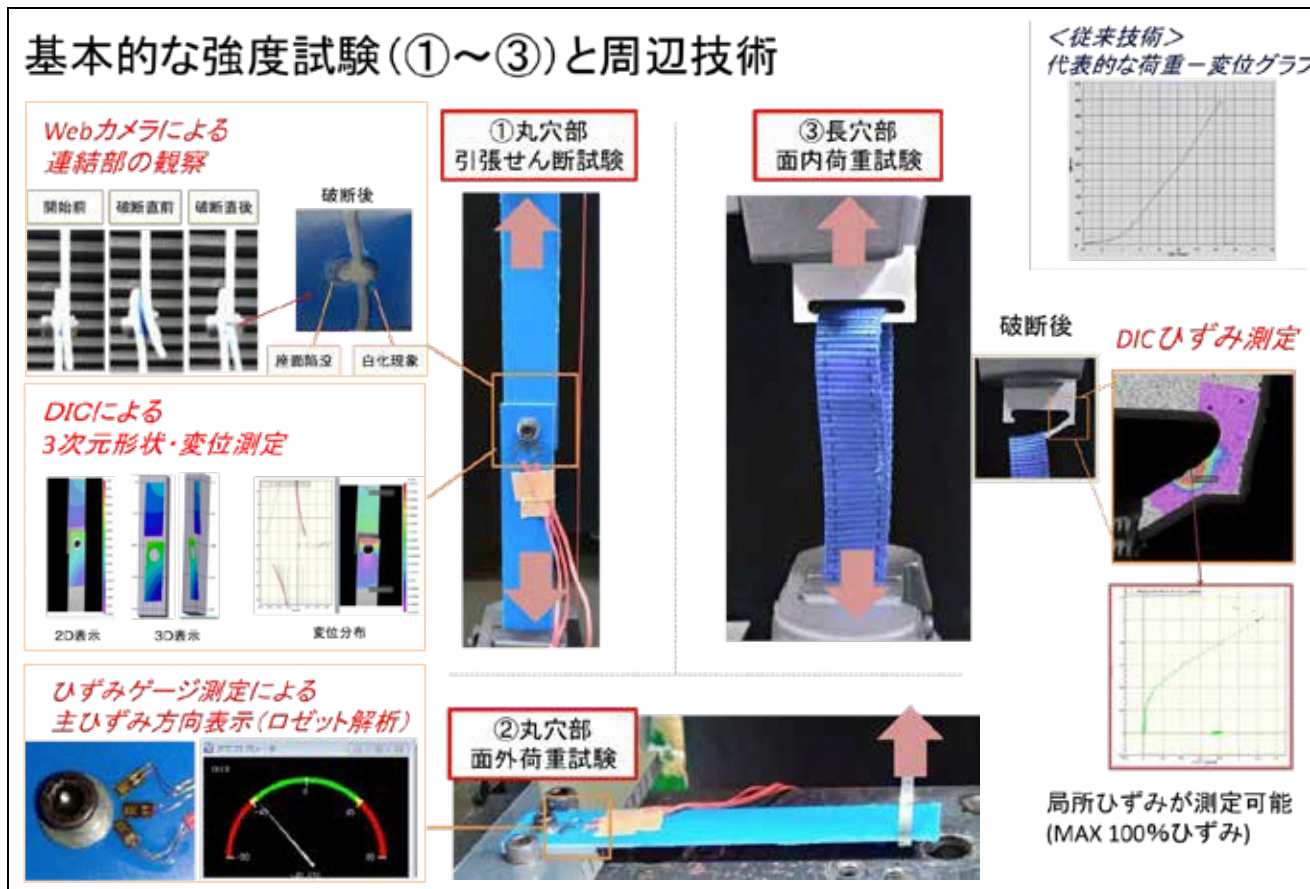 基本的な強度試験(①～③)と周辺技術
＜従来技術＞
代表的な荷重－変位グラフ
Webカメラによる
連結部の観察
開始前
破断直前
破断直後
破断後
座面陥没
白化現象
①丸穴部
引張せん断試験
③長穴部
面内荷重試験
破断後
DICひずみ測定
DICによる
3次元形状・変位測定
2D表示
3D表示
変位分布
ひずみゲージ測定による
主ひずみ方向表示(ロゼット解析)
②丸穴部
面外荷重試験
局所ひずみが測定可能
(MAX 100%ひずみ)